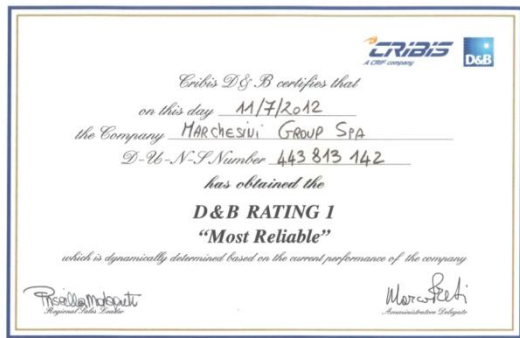 CRIBIS D&B
A CRIF company
Cribis D&B certifies that
on this day 11/7/2012
the Company MARCHESINI GROUP SPA
D-U-N-S Number 443 813 142
has obtained the
D&B RATING 1
“Most Reliable”
which is dynamically determined based on the current performance of the company
Regional Sales Leader Amministratore Delegato